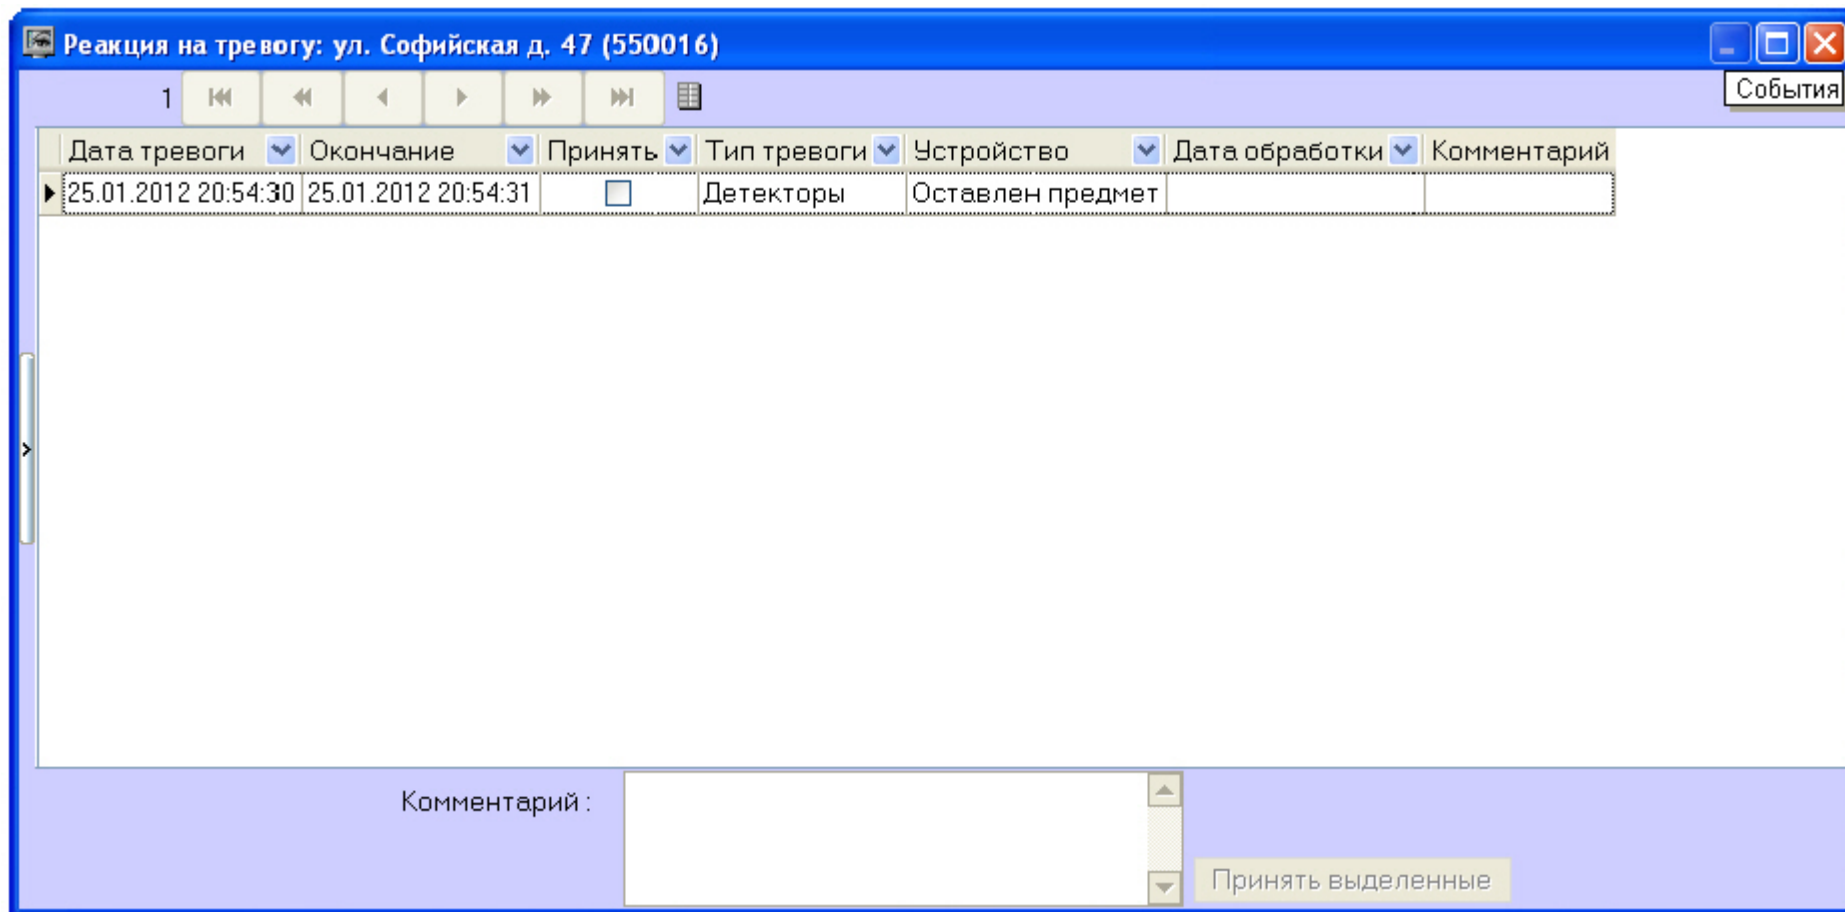 Реакция на тревогу: ул. Софийская д. 47 (550016)
1
События
Дата тревоги Окончание Принять Тип тревоги Устройство Дата обработки Комментарий
25.01.2012 20:54:30 25.01.2012 20:54:31 Детекторы Оставлен предмет
Комментарий :
Принять выделенные